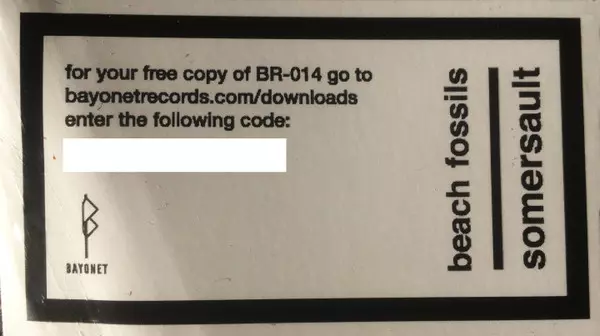 for your free copy of BR-014 go to
bayonetrecords.com/downloads
enter the following code:
BAYONET
beach fossils
somersault